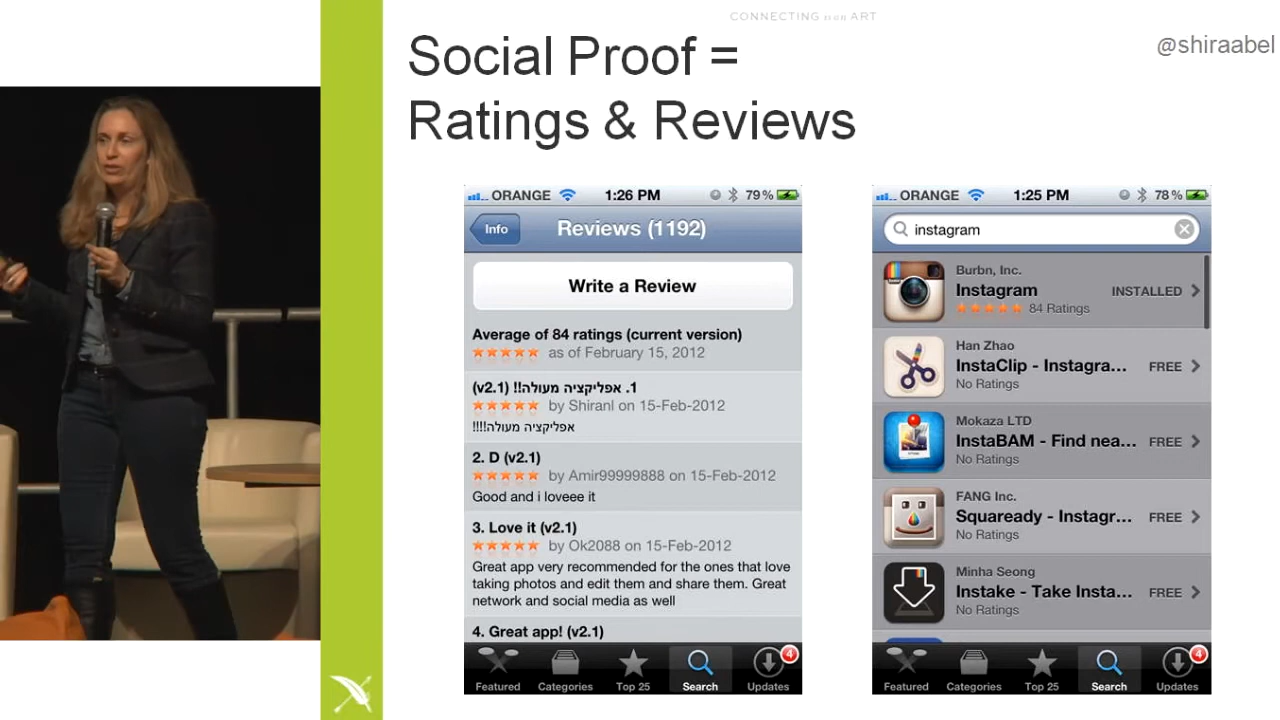 CONNECTING is an ART
@shiraabel
Social Proof =
Ratings & Reviews
ORANGE 1:26 PM 79%
Info Reviews (1192)
Write a Review
Average of 84 ratings (current version)
as of February 15, 2012
1. אפליקציה מעולה!! (v2.1)
by Shiranl on 15-Feb-2012
אפליקציה מעולה!!!!
2. D (v2.1)
by Amir99999888 on 15-Feb-2012
Good and i loveee it
3. Love it (v2.1)
by Ok2088 on 15-Feb-2012
Great app very recommended for the ones that love
taking photos and edit them and share them. Great
network and social media as well
4. Great app! (v2.1)
4
Featured Categories Top 25 Search Updates
ORANGE 1:25 PM 78%
instagram
Burbn, Inc.
Instagram INSTALLED
84 Ratings
Han Zhao
InstaClip - Instagra... FREE
No Ratings
Mokaza LTD
InstaBAM - Find nea... FREE
No Ratings
FANG Inc.
Squaready - Instagr... FREE
No Ratings
Minha Seong
Instake - Take Insta... FREE
No Ratings
4
Featured Categories Top 25 Search Updates